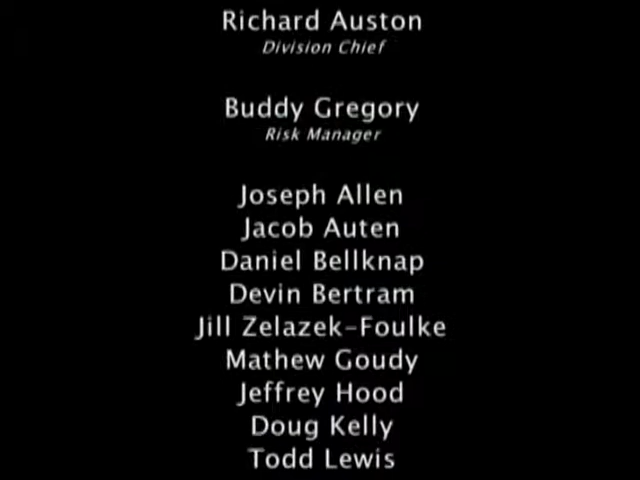 Richard Auston
Division Chief
Buddy Gregory
Risk Manager
Joseph Allen
Jacob Auten
Daniel Bellknap
Devin Bertram
Jill Zelazek-Foulke
Mathew Goudy
Jeffrey Hood
Doug Kelly
Todd Lewis